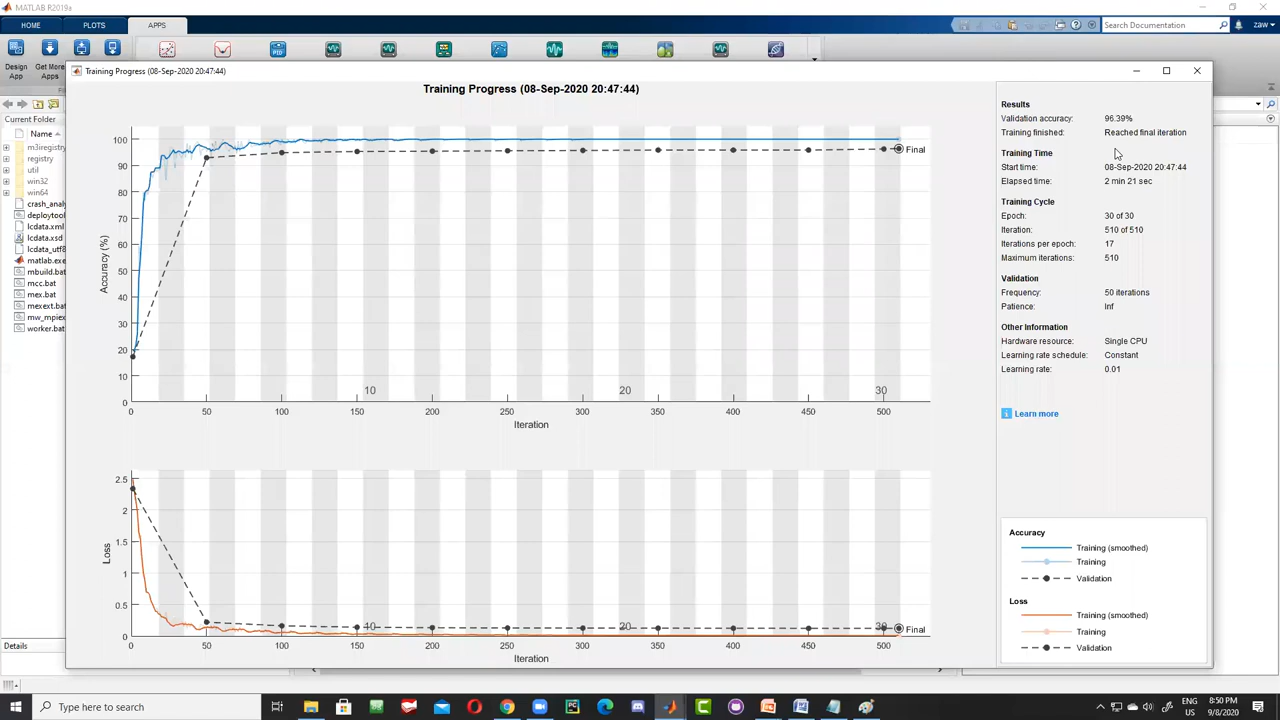 MATLAB R2019a
HOME
PLOTS
APPS
Search Documentation
zaw
Design
App
Get More
Apps
PID
Training Progress (08-Sep-2020 20:47:44)
Current Folder
Name
m3iregistry
registry
util
win32
win64
crash_analy
deploytool
lcdata.xml
lcdata.xsd
lcdata_utf8
matlab.exe
mbuild.bat
mcc.bat
mex.bat
mexext.bat
mw_mpiex
worker.bat
Details
Training Progress (08-Sep-2020 20:47:44)
Accuracy (%)
100
90
80
70
60
50
40
30
20
10
0
Final
10
20
30
0
50
100
150
200
250
300
350
400
450
500
Iteration
Loss
2.5
2
1.5
1
0.5
0
10
20
30
Final
0
50
100
150
200
250
300
350
400
450
500
Iteration
Results
Validation accuracy: 96.39%
Training finished: Reached final iteration
Training Time
Start time: 08-Sep-2020 20:47:44
Elapsed time: 2 min 21 sec
Training Cycle
Epoch: 30 of 30
Iteration: 510 of 510
Iterations per epoch: 17
Maximum iterations: 510
Validation
Frequency: 50 iterations
Patience: Inf
Other Information
Hardware resource: Single CPU
Learning rate schedule: Constant
Learning rate: 0.01
Learn more
Accuracy
Training (smoothed)
Training
Validation
Loss
Training (smoothed)
Training
Validation
Type here to search
ENG
US
8:50 PM
9/8/2020